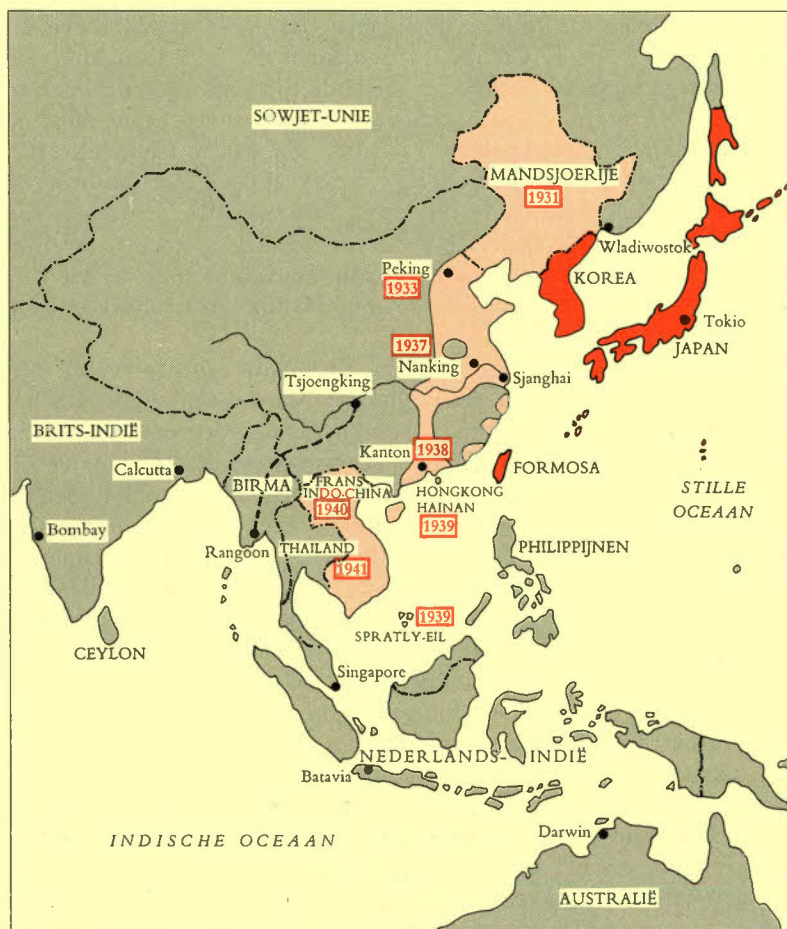 SOWJET-UNIE
MANDSJOERIJE
1931
Wladiwostok
Peking
1933
KOREA
Tokio
JAPAN
1937
Nanking
Sjanghai
Tsjoengking
BRITS-INDIË
Kanton
1938
Calcutta
BIRMA
FRANS
INDO-CHINA
1940
HONGKONG
HAINAN
1939
FORMOSA
STILLE
OCEAAN
Bombay
Rangoon
THAILAND
1941
PHILIPPIJNEN
1939
SPRATLY-EIL
CEYLON
Singapore
NEDERLANDS-INDIË
Batavia
INDISCHE OCEAAN
Darwin
AUSTRALIË